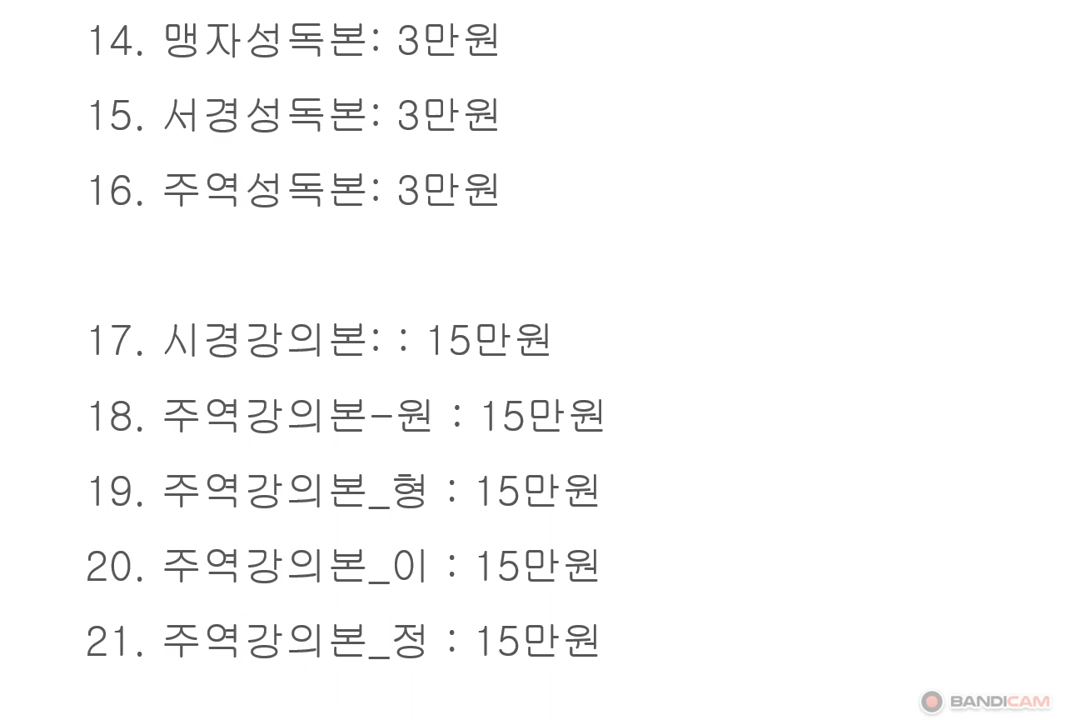 14. 맹자성독본: 3만원
15. 서경성독본: 3만원
16. 주역성독본: 3만원
17. 시경강의본: : 15만원
18. 주역강의본-원 : 15만원
19. 주역강의본_형 : 15만원
20. 주역강의본_이 : 15만원
21. 주역강의본_정 : 15만원
BANDICAM